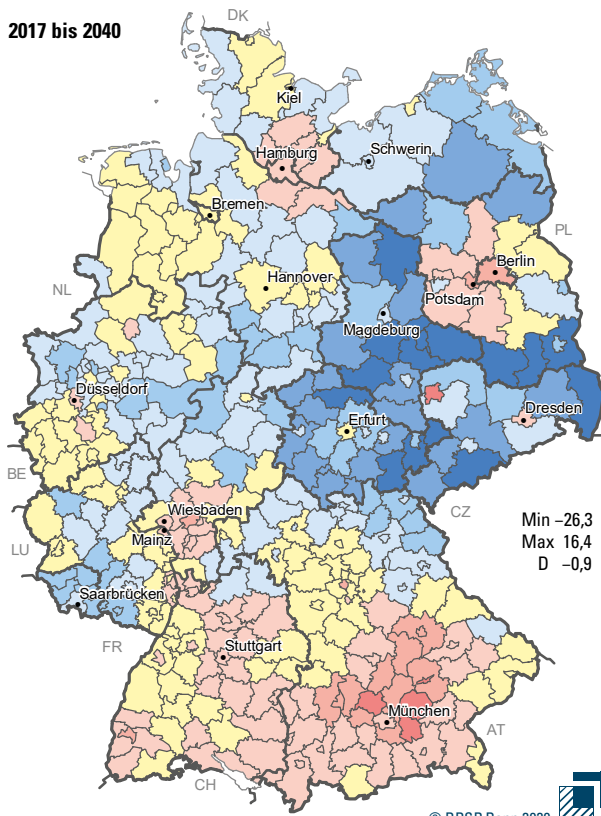 2017 bis 2040
DK
Kiel
Hamburg
Schwerin
Bremen
PL
Berlin
Hannover
NL
Potsdam
Magdeburg
Düsseldorf
Dresden
Erfurt
BE
CZ
Wiesbaden
Min –26,3
LU
Mainz
Max 16,4
D –0,9
Saarbrücken
FR
Stuttgart
München
AT
CH